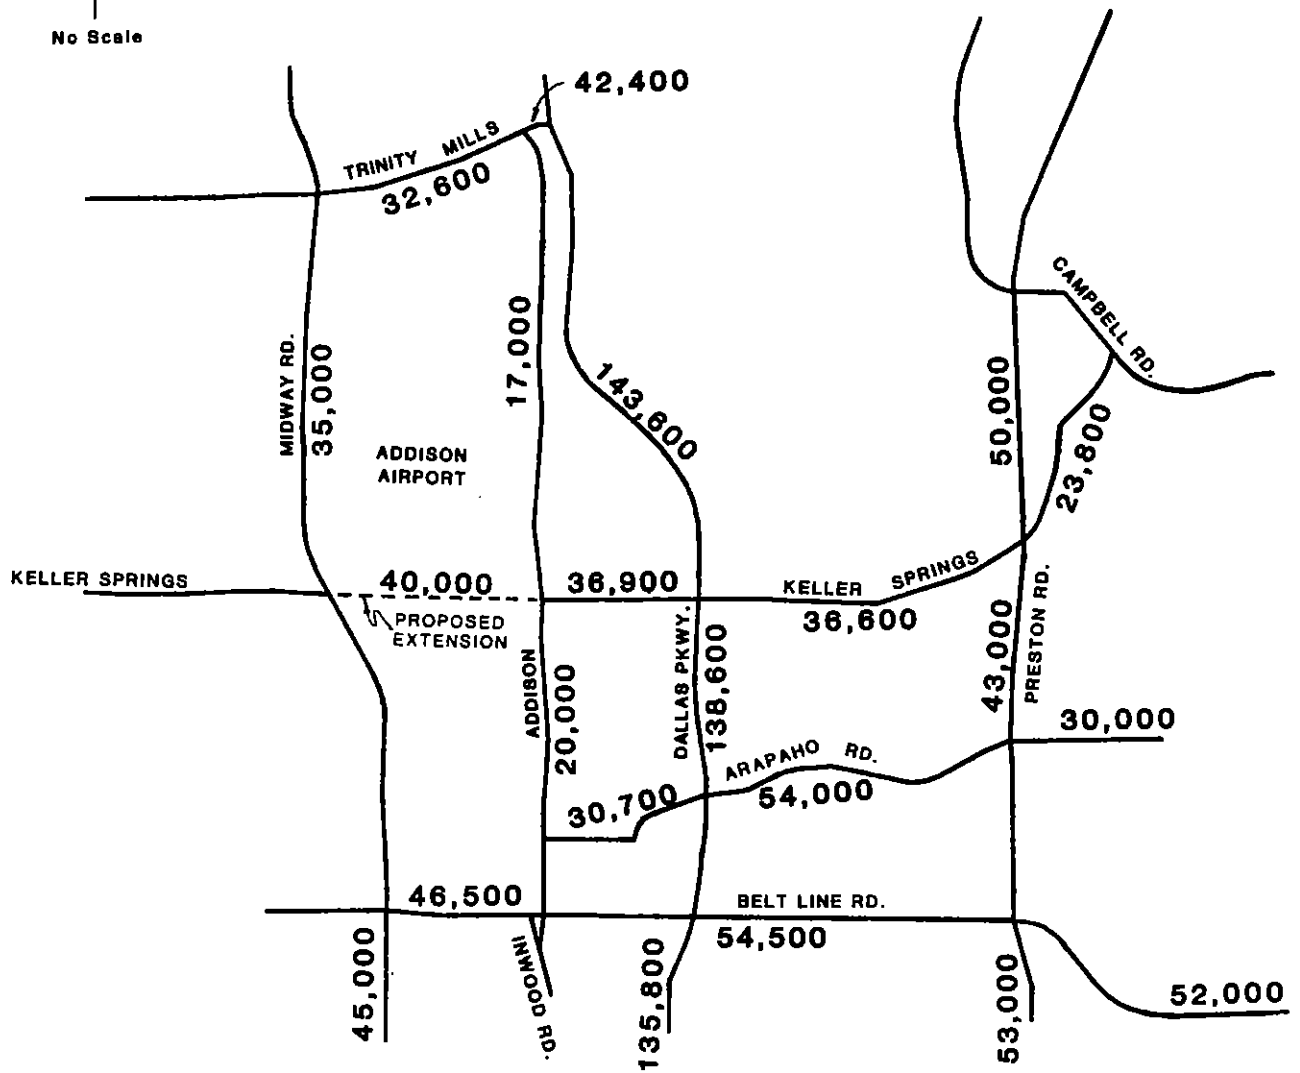 No Scale
42,400
TRINITY MILLS
32,600
CAMPBELL RD.
17,000
MIDWAY RD.
35,000
143,600
50,000
23,800
ADDISON
AIRPORT
KELLER SPRINGS
40,000
36,900
KELLER SPRINGS
36,600
PROPOSED
EXTENSION
ADDISON
20,000
DALLAS PKWY.
138,600
43,000
PRESTON RD.
30,000
ARAPAHO RD.
54,000
30,700
46,500
BELT LINE RD.
54,500
45,000
INWOOD RD.
135,800
53,000
52,000